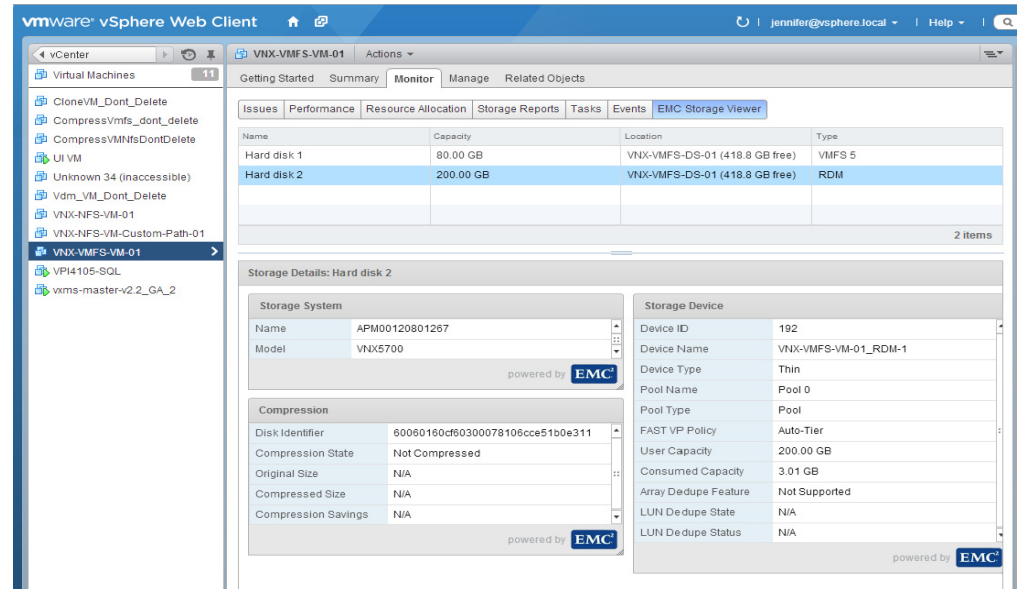 vmware® vSphere Web Client
jennifer@vsphere.local
Help
vCenter
Virtual Machines 11
CloneVM_Dont_Delete
CompressVmfs_dont_delete
CompressVMNfsDontDelete
UI VM
Unknown 34 (inaccessible)
Vdm_VM_Dont_Delete
VNX-NFS-VM-01
VNX-NFS-VM-Custom-Path-01
VNX-VMFS-VM-01
VPI4105-SQL
vxms-master-v2.2_GA_2
VNX-VMFS-VM-01 Actions
Getting Started Summary Monitor Manage Related Objects
Issues Performance Resource Allocation Storage Reports Tasks Events EMC Storage Viewer
Name Capacity Location Type
Hard disk 1 80.00 GB VNX-VMFS-DS-01 (418.8 GB free) VMFS 5
Hard disk 2 200.00 GB VNX-VMFS-DS-01 (418.8 GB free) RDM
2 items
Storage Details: Hard disk 2
Storage System
Name APM00120801267
Model VNX5700
powered by EMC²
Compression
Disk Identifier 60060160cf60300078106cce51b0e311
Compression State Not Compressed
Original Size N/A
Compressed Size N/A
Compression Savings N/A
powered by EMC²
Storage Device
Device ID 192
Device Name VNX-VMFS-VM-01_RDM-1
Device Type Thin
Pool Name Pool 0
Pool Type Pool
FAST VP Policy Auto-Tier
User Capacity 200.00 GB
Consumed Capacity 3.01 GB
Array Dedupe Feature Not Supported
LUN Dedupe State N/A
LUN Dedupe Status N/A
powered by EMC²